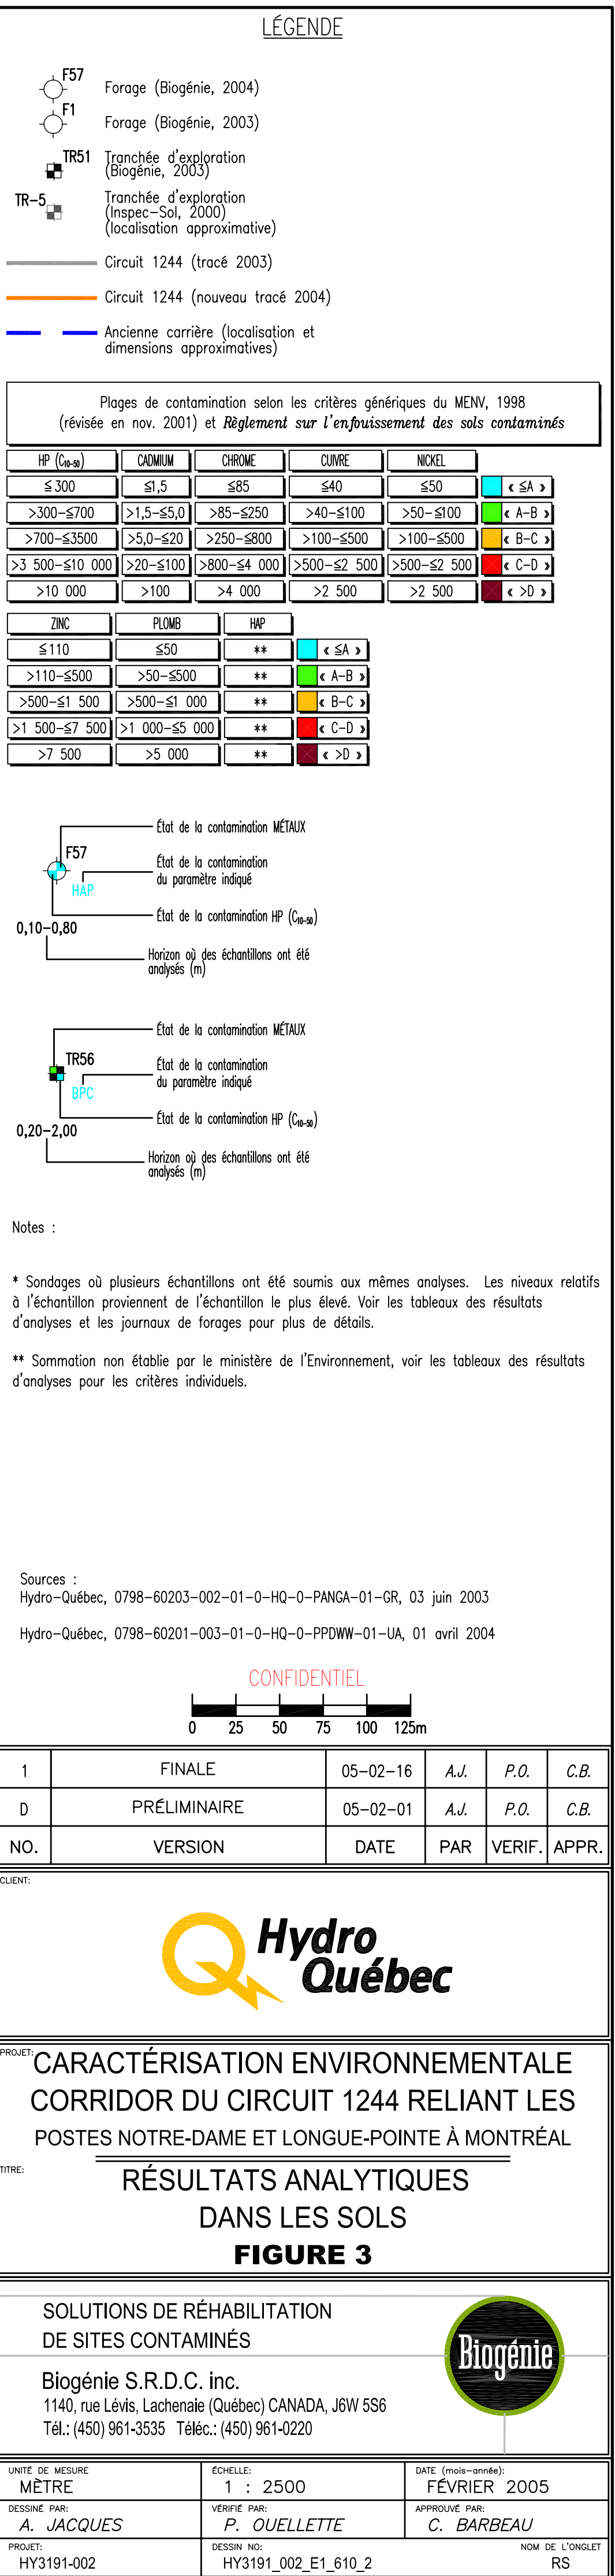 LÉGENDE
F57
Forage (Biogénie, 2004)
F1
Forage (Biogénie, 2003)
TR51
Tranchée d'exploration
(Biogénie, 2003)
TR-5
Tranchée d'exploration
(Inspec-Sol, 2000)
(localisation approximative)
Circuit 1244 (tracé 2003)
Circuit 1244 (nouveau tracé 2004)
Ancienne carrière (localisation et
dimensions approximatives)
Plages de contamination selon les critères génériques du MENV, 1998
(révisée en nov. 2001) et Règlement sur l'enfouissement des sols contaminés
HP (C10-50) CADMIUM CHROME CUIVRE NICKEL
≤300 ≤1,5 ≤85 ≤40 ≤50 « ≤A »
>300-≤700 >1,5-≤5,0 >85-≤250 >40-≤100 >50-≤100 « A-B »
>700-≤3500 >5,0-≤20 >250-≤800 >100-≤500 >100-≤500 « B-C »
>3 500-≤10 000 >20-≤100 >800-≤4 000 >500-≤2 500 >500-≤2 500 « C-D »
>10 000 >100 >4 000 >2 500 >2 500 « >D »
ZINC PLOMB HAP
≤110 ≤50 ** « ≤A »
>110-≤500 >50-≤500 ** « A-B »
>500-≤1 500 >500-≤1 000 ** « B-C »
>1 500-≤7 500 >1 000-≤5 000 ** « C-D »
>7 500 >5 000 ** « >D »
État de la contamination MÉTAUX
F57
État de la contamination
du paramètre indiqué
HAP
État de la contamination HP (C10-50)
0,10-0,80
Horizon où des échantillons ont été
analysés (m)
État de la contamination MÉTAUX
TR56
État de la contamination
du paramètre indiqué
BPC
État de la contamination HP (C10-50)
0,20-2,00
Horizon où des échantillons ont été
analysés (m)
Notes :
* Sondages où plusieurs échantillons ont été soumis aux mêmes analyses. Les niveaux relatifs
à l'échantillon proviennent de l'échantillon le plus élevé. Voir les tableaux des résultats
d'analyses et les journaux de forages pour plus de détails.
** Sommation non établie par le ministère de l'Environnement, voir les tableaux des résultats
d'analyses pour les critères individuels.
Sources :
Hydro-Québec, 0798-60203-002-01-0-HQ-0-PANGA-01-GR, 03 juin 2003
Hydro-Québec, 0798-60201-003-01-0-HQ-0-PPDWW-01-UA, 01 avril 2004
CONFIDENTIEL
0 25 50 75 100 125m
1 FINALE 05-02-16 A.J. P.O. C.B.
D PRÉLIMINAIRE 05-02-01 A.J. P.O. C.B.
NO. VERSION DATE PAR VERIF. APPR.
CLIENT:
Hydro
Québec
PROJET: CARACTÉRISATION ENVIRONNEMENTALE
CORRIDOR DU CIRCUIT 1244 RELIANT LES
POSTES NOTRE-DAME ET LONGUE-POINTE À MONTRÉAL
TITRE: RÉSULTATS ANALYTIQUES
DANS LES SOLS
FIGURE 3
SOLUTIONS DE RÉHABILITATION
DE SITES CONTAMINÉS
Biogénie
Biogénie S.R.D.C. inc.
1140, rue Lévis, Lachenaie (Québec) CANADA, J6W 5S6
Tél.: (450) 961-3535 Téléc.: (450) 961-0220
UNITÉ DE MESURE ÉCHELLE: DATE (mois-année):
MÈTRE 1 : 2500 FÉVRIER 2005
DESSINÉ PAR: VÉRIFIÉ PAR: APPROUVÉ PAR:
A. JACQUES P. OUELLETTE C. BARBEAU
PROJET: DESSIN NO: NOM DE L'ONGLET
HY3191-002 HY3191_002_E1_610_2 RS